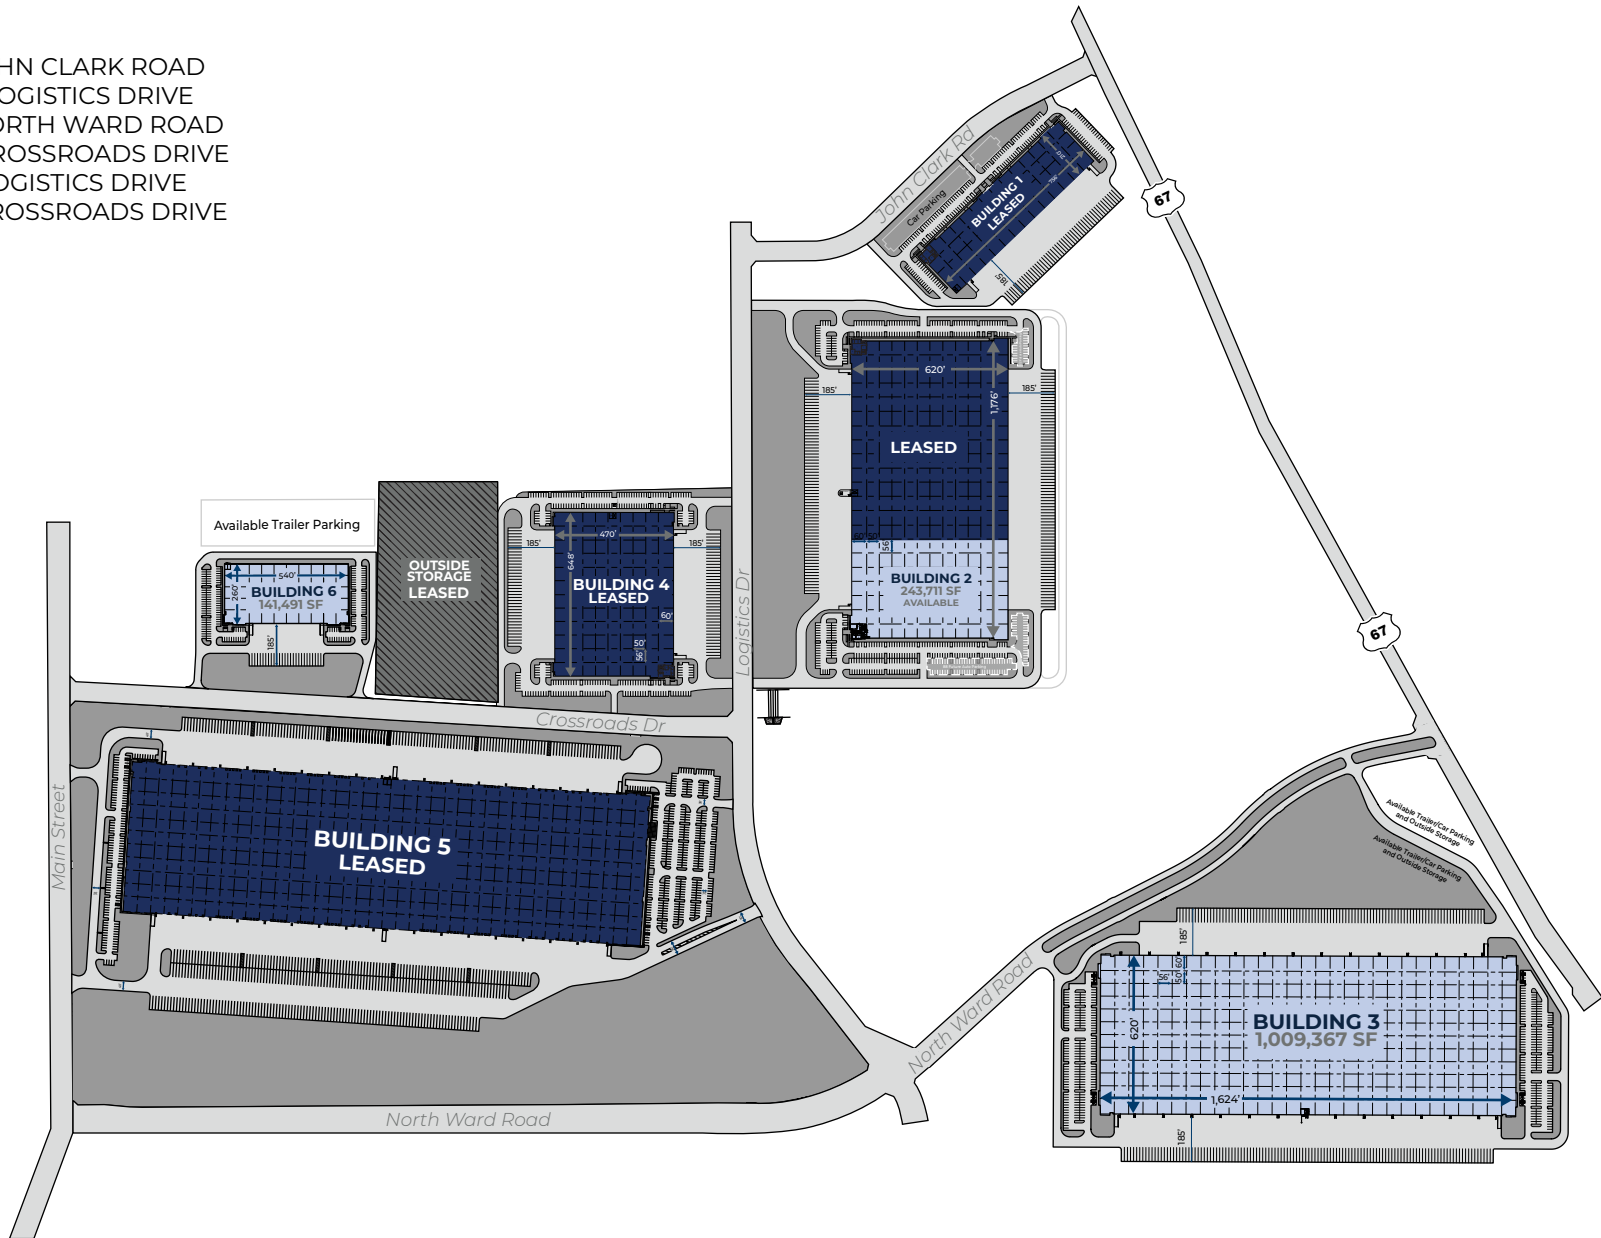 HN CLARK ROAD
OGISTICS DRIVE
ORTH WARD ROAD
ROSSROADS DRIVE
OGISTICS DRIVE
ROSSROADS DRIVE
John Clark Rd
Car Parking
BUILDING 1
LEASED
185'
67
620'
1,176'
185'
185'
LEASED
56'
BUILDING 2
243,711 SF
AVAILABLE
Logistics Dr
Available Trailer Parking
540'
260'
BUILDING 6
141,491 SF
185'
OUTSIDE
STORAGE
LEASED
470'
648'
185'
185'
BUILDING 4
LEASED
60'
50'
56'
67
Crossroads Dr
Main Street
BUILDING 5
LEASED
Available Trailer/Car Parking
and Outside Storage
Available Trailer/Car Parking
and Outside Storage
North Ward Road
185'
60'
56'
50'
620'
BUILDING 3
1,009,367 SF
1,624'
185'
North Ward Road